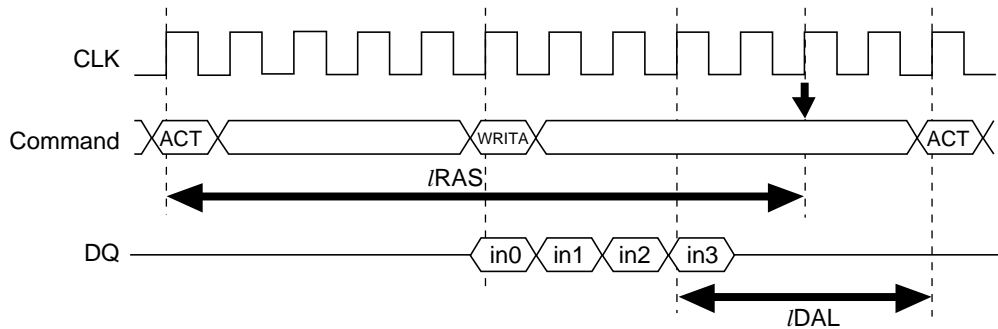 CLK
Command ACT WRITA ACT
lRAS
DQ in0 in1 in2 in3
lDAL